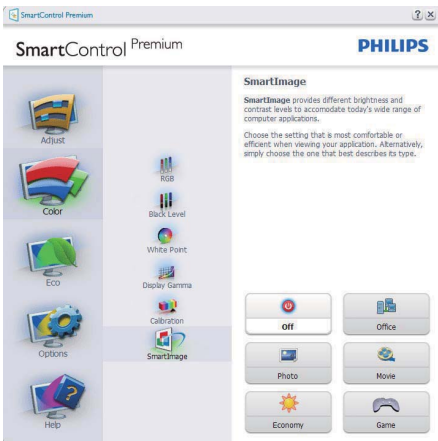 SmartControl Premium
SmartControl Premium
PHILIPS
Adjust
Color
Eco
Options
Help
RGB
Black Level
White Point
Display Gamma
Calibration
SmartImage
SmartImage
SmartImage provides different brightness and
contrast levels to accomodate today's wide range of
computer applications.
Choose the setting that is most comfortable or
efficient when viewing your application. Alternatively,
simply choose the one that best describes its type.
Off
Office
Photo
Movie
Economy
Game